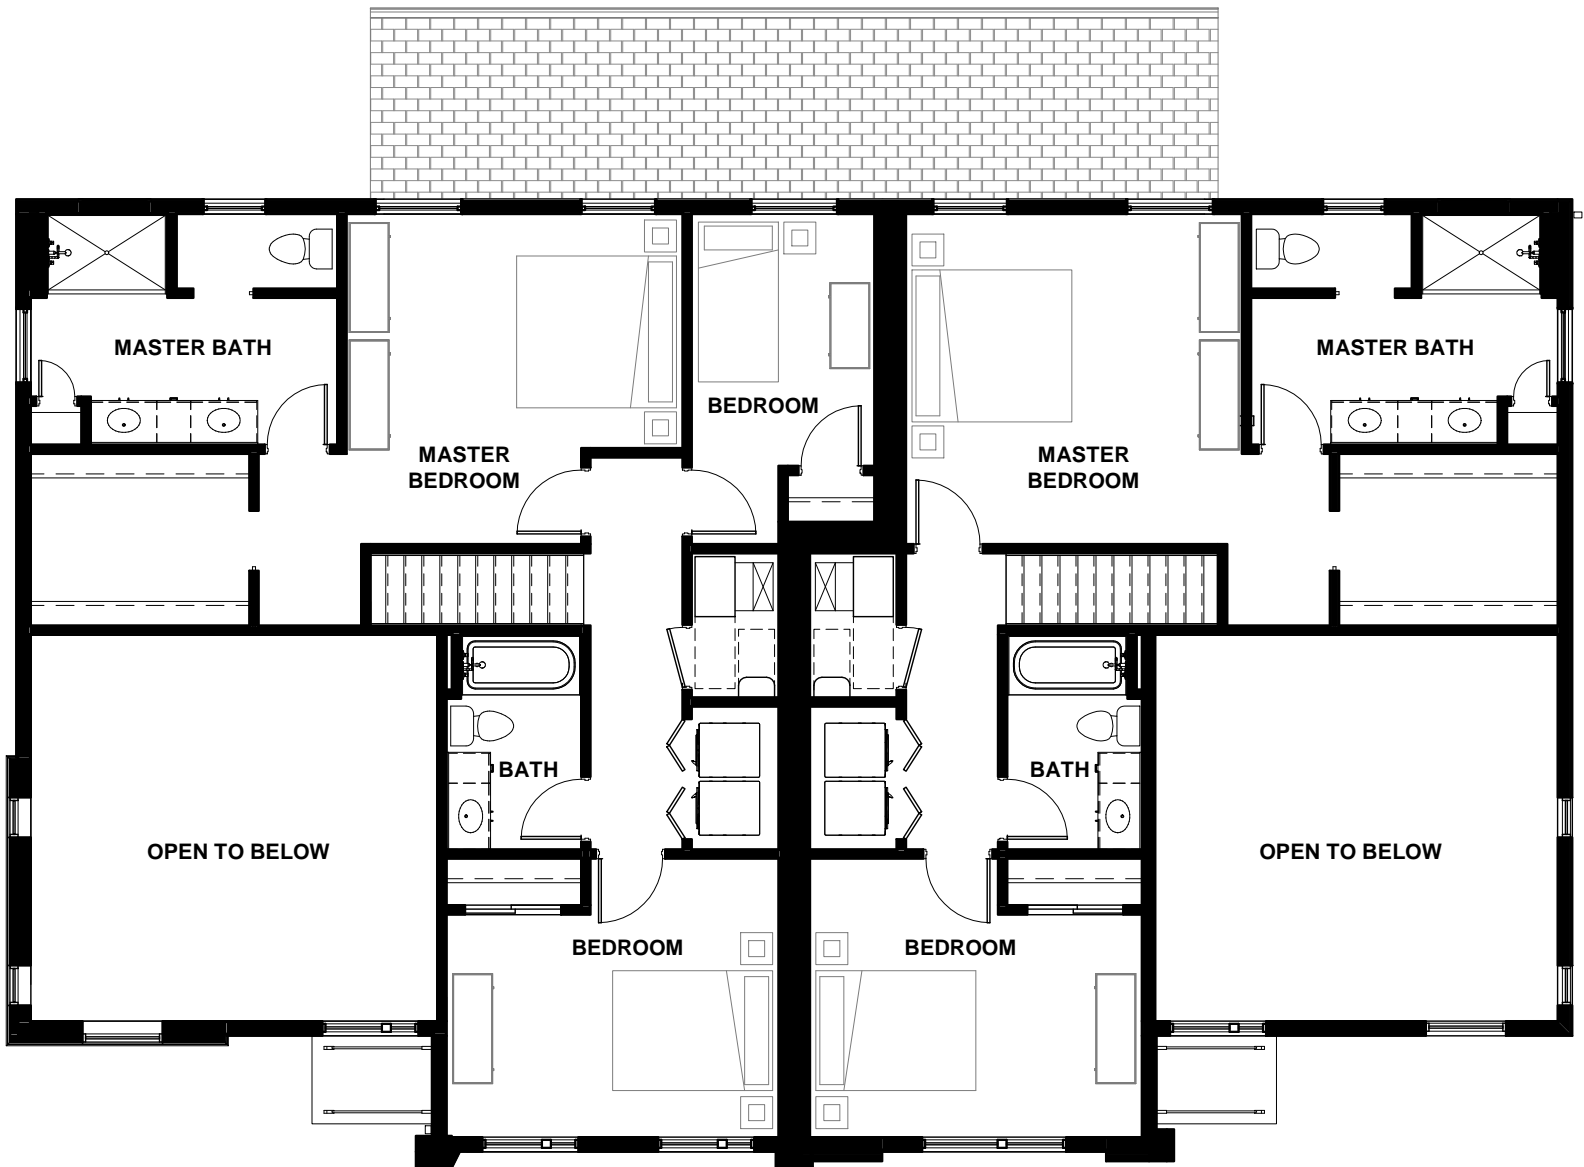 MASTER BATH
MASTER BATH
BEDROOM
MASTER
BEDROOM
MASTER
BEDROOM
BATH
BATH
OPEN TO BELOW
OPEN TO BELOW
BEDROOM
BEDROOM